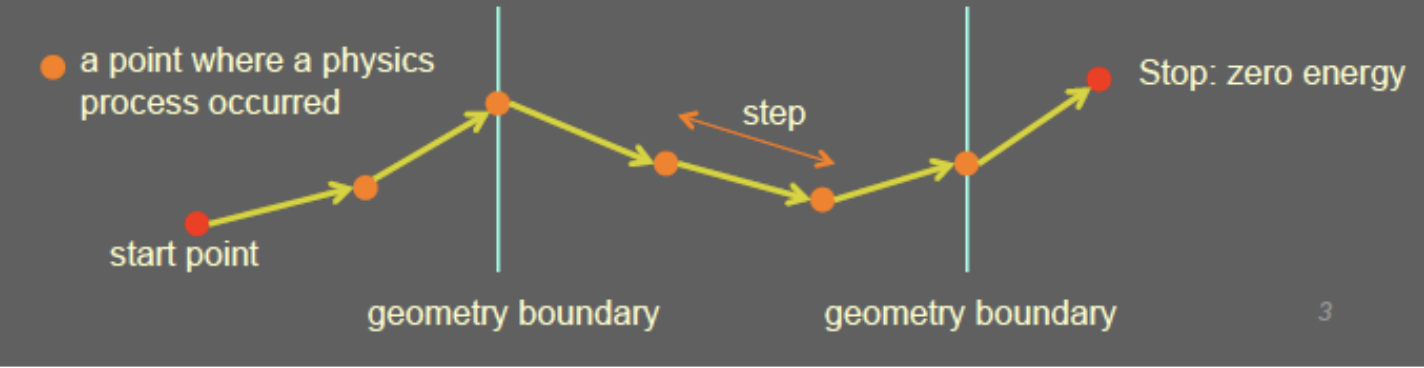 a point where a physics
process occurred
step
Stop: zero energy
start point
geometry boundary
geometry boundary
3